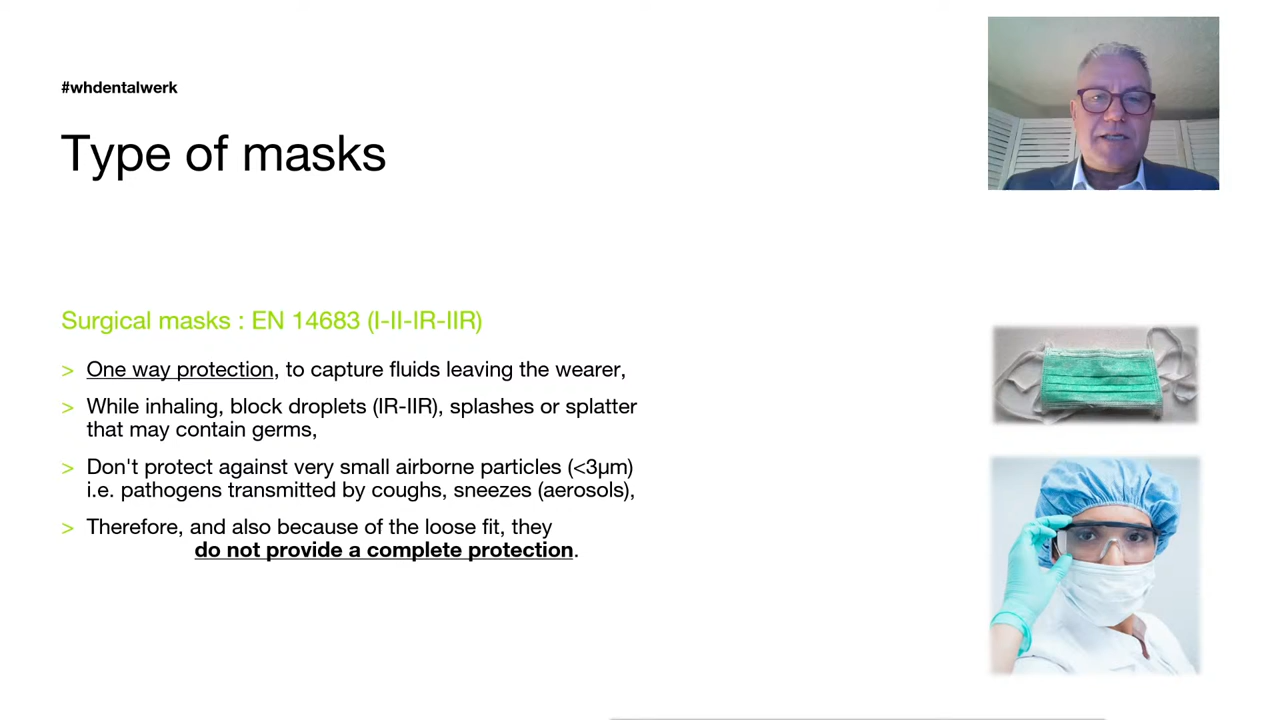 #whdentalwerk
Type of masks
Surgical masks : EN 14683 (I-II-IR-IIR)
> One way protection, to capture fluids leaving the wearer,
> While inhaling, block droplets (IR-IIR), splashes or splatter
that may contain germs,
> Don't protect against very small airborne particles (<3µm)
i.e. pathogens transmitted by coughs, sneezes (aerosols),
> Therefore, and also because of the loose fit, they
do not provide a complete protection.